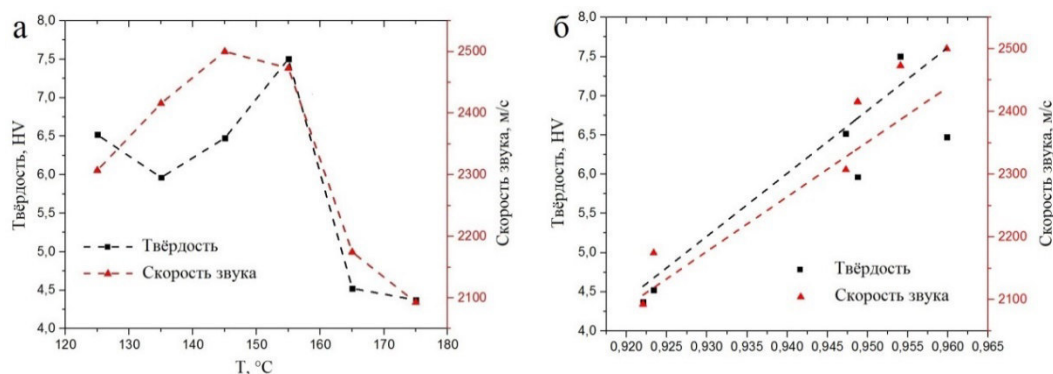 а
8,0
7,5
7,0
6,5
6,0
5,5
5,0
4,5
4,0
Твёрдость, HV
120 130 140 150 160 170 180
T, °C
2500
2400
2300
2200
2100
Скорость звука, м/с
Твёрдость
Скорость звука
б
8,0
7,5
7,0
6,5
6,0
5,5
5,0
4,5
4,0
Твёрдость, HV
0,920 0,925 0,930 0,935 0,940 0,945 0,950 0,955 0,960 0,965
2500
2400
2300
2200
2100
Скорость звука, м/с
Твёрдость
Скорость звука